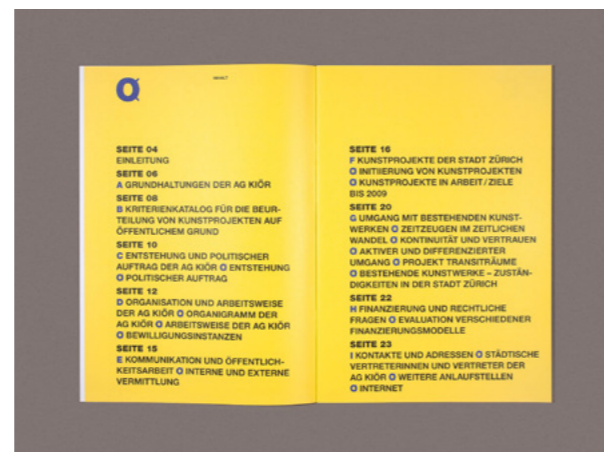 O
INHALT
SEITE 04
EINLEITUNG
SEITE 06
A GRUNDHALTUNGEN DER AG KIÖR
SEITE 08
B KRITERIENKATALOG FÜR DIE BEUR-
TEILUNG VON KUNSTPROJEKTEN AUF
ÖFFENTLICHEM GRUND
SEITE 10
C ENTSTEHUNG UND POLITISCHER
AUFTRAG DER AG KIÖR O ENTSTEHUNG
O POLITISCHER AUFTRAG
SEITE 12
D ORGANISATION UND ARBEITSWEISE
DER AG KIÖR O ORGANIGRAMM DER
AG KIÖR O ARBEITSWEISE DER AG KIÖR
O BEWILLIGUNGSINSTANZEN
SEITE 15
E KOMMUNIKATION UND ÖFFENTLICH-
KEITSARBEIT O INTERNE UND EXTERNE
VERMITTLUNG
SEITE 16
F KUNSTPROJEKTE DER STADT ZÜRICH
O INITIIERUNG VON KUNSTPROJEKTEN
O KUNSTPROJEKTE IN ARBEIT/ZIELE
BIS 2009
SEITE 20
G UMGANG MIT BESTEHENDEN KUNST-
WERKEN O ZEITZEUGEN IM ZEITLICHEN
WANDEL O KONTINUITÄT UND VERTRAUEN
O AKTIVER UND DIFFERENZIERTER
UMGANG O PROJEKT TRANSITRÄUME
O BESTEHENDE KUNSTWERKE – ZUSTÄN-
DIGKEITEN IN DER STADT ZÜRICH
SEITE 22
H FINANZIERUNG UND RECHTLICHE
FRAGEN O EVALUATION VERSCHIEDENER
FINANZIERUNGSMODELLE
SEITE 23
I KONTAKTE UND ADRESSEN O STÄDTISCHE
VERTRETERINNEN UND VERTRETER DER
AG KIÖR O WEITERE ANLAUFSTELLEN
O INTERNET